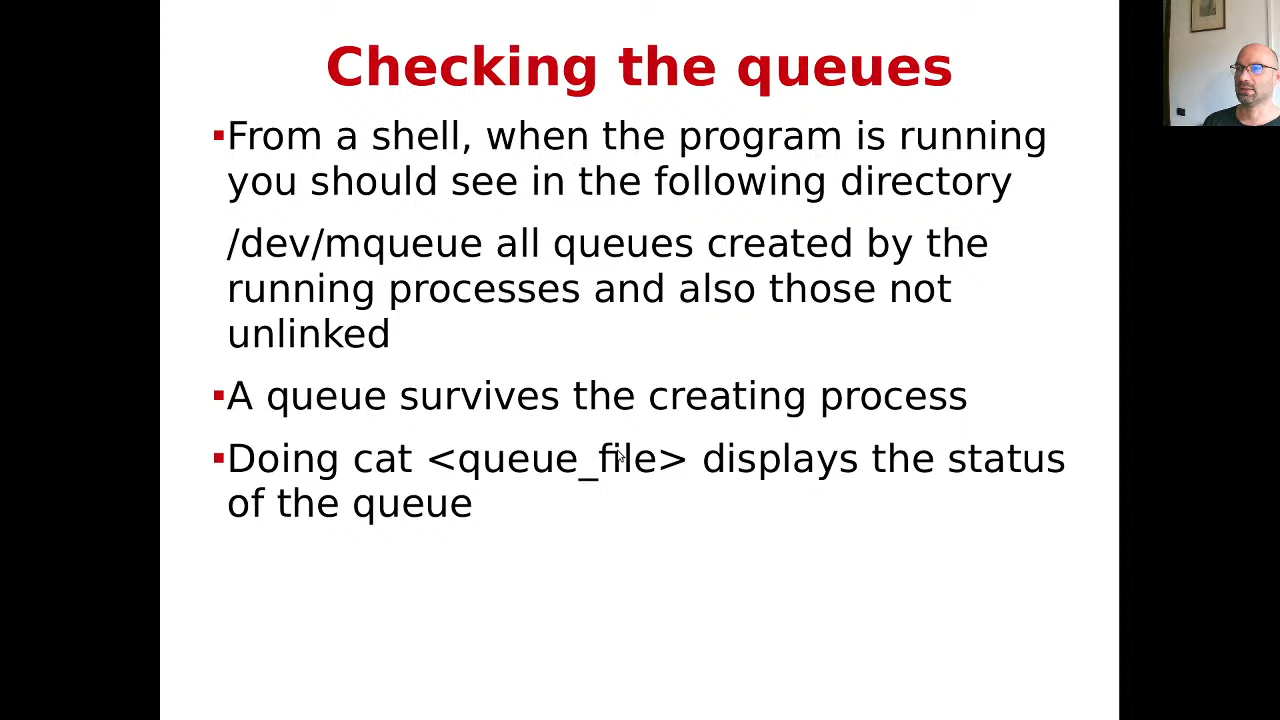 Checking the queues
▪From a shell, when the program is running
you should see in the following directory
/dev/mqueue all queues created by the
running processes and also those not
unlinked
▪A queue survives the creating process
▪Doing cat <queue_file> displays the status
of the queue